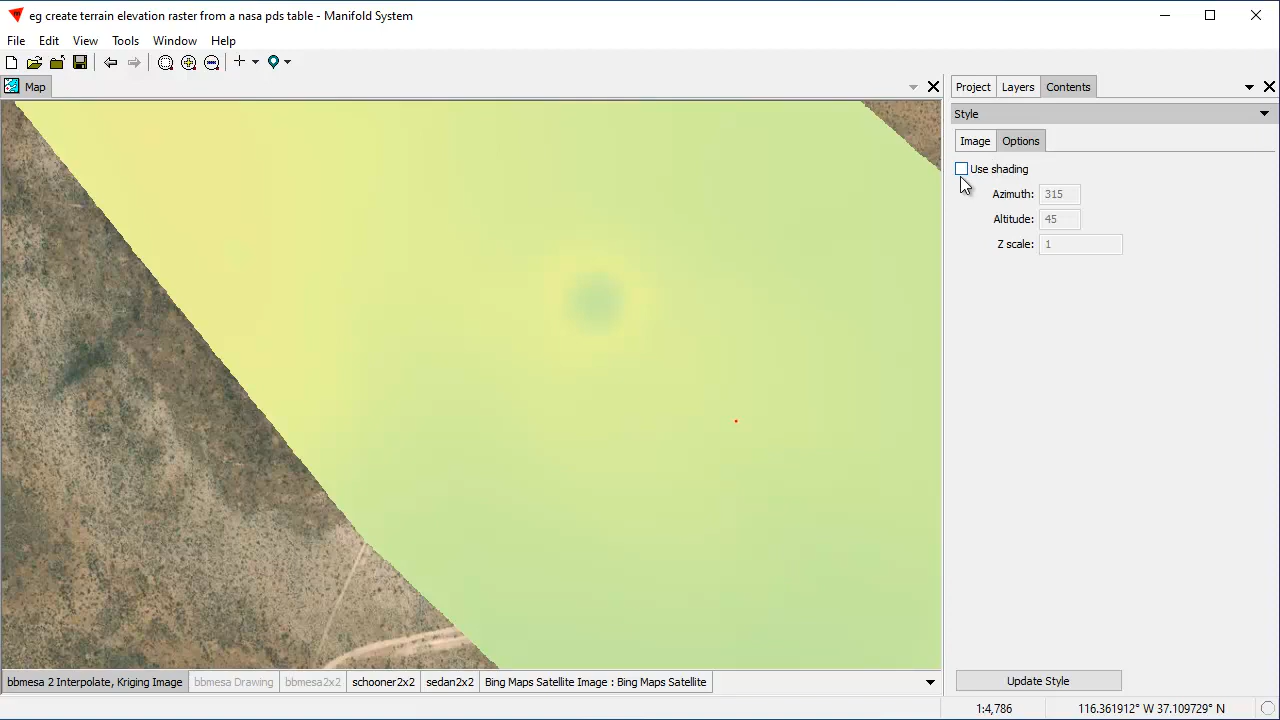 eg create terrain elevation raster from a nasa pds table - Manifold System
File Edit View Tools Window Help
Map
Project Layers Contents
Style
Image Options
Use shading
Azimuth: 315
Altitude: 45
Z scale: 1
bbmesa 2 Interpolate, Kriging Image bbmesa Drawing bbmesa2x2 schooner2x2 sedan2x2 Bing Maps Satellite Image : Bing Maps Satellite
Update Style
1:4,786 116.361912° W 37.109729° N